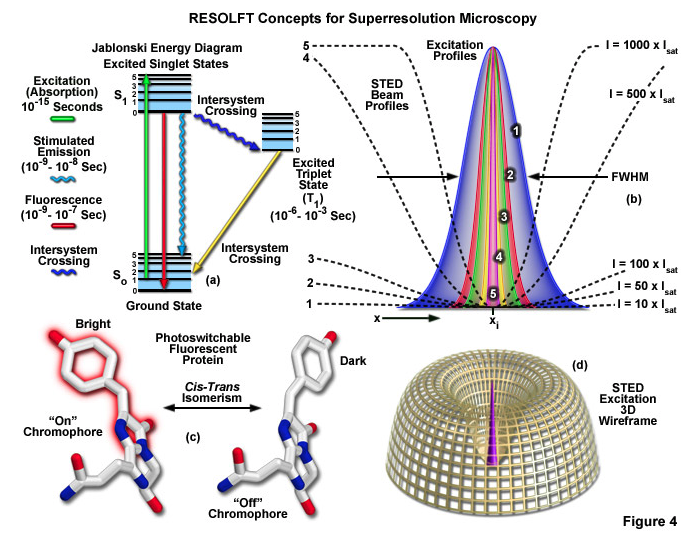 RESOLFT Concepts for Superresolution Microscopy
Jablonski Energy Diagram
Excited Singlet States
Excitation
(Absorption)
10-15 Seconds
Stimulated
Emission
(10-9- 10-8 Sec)
Fluorescence
(10-9- 10-7 Sec)
Intersystem
Crossing
S1
5
4
3
2
1
0
Intersystem
Crossing
5
4
3
2
1
0
Excited
Triplet
State
(T1)
(10-6- 10-3 Sec)
Intersystem
Crossing
So
5
4
3
2
1
0
(a)
Ground State
5
4
3
2
1
STED
Beam
Profiles
Excitation
Profiles
1
2
3
4
5
I = 1000 x Isat
I = 500 x Isat
FWHM
(b)
I = 100 x Isat
I = 50 x Isat
I = 10 x Isat
x
xi
Bright
Photoswitchable
Fluorescent
Protein
Dark
Cis-Trans
Isomerism
“On”
Chromophore
(c)
“Off”
Chromophore
(d)
STED
Excitation
3D
Wireframe
Figure 4